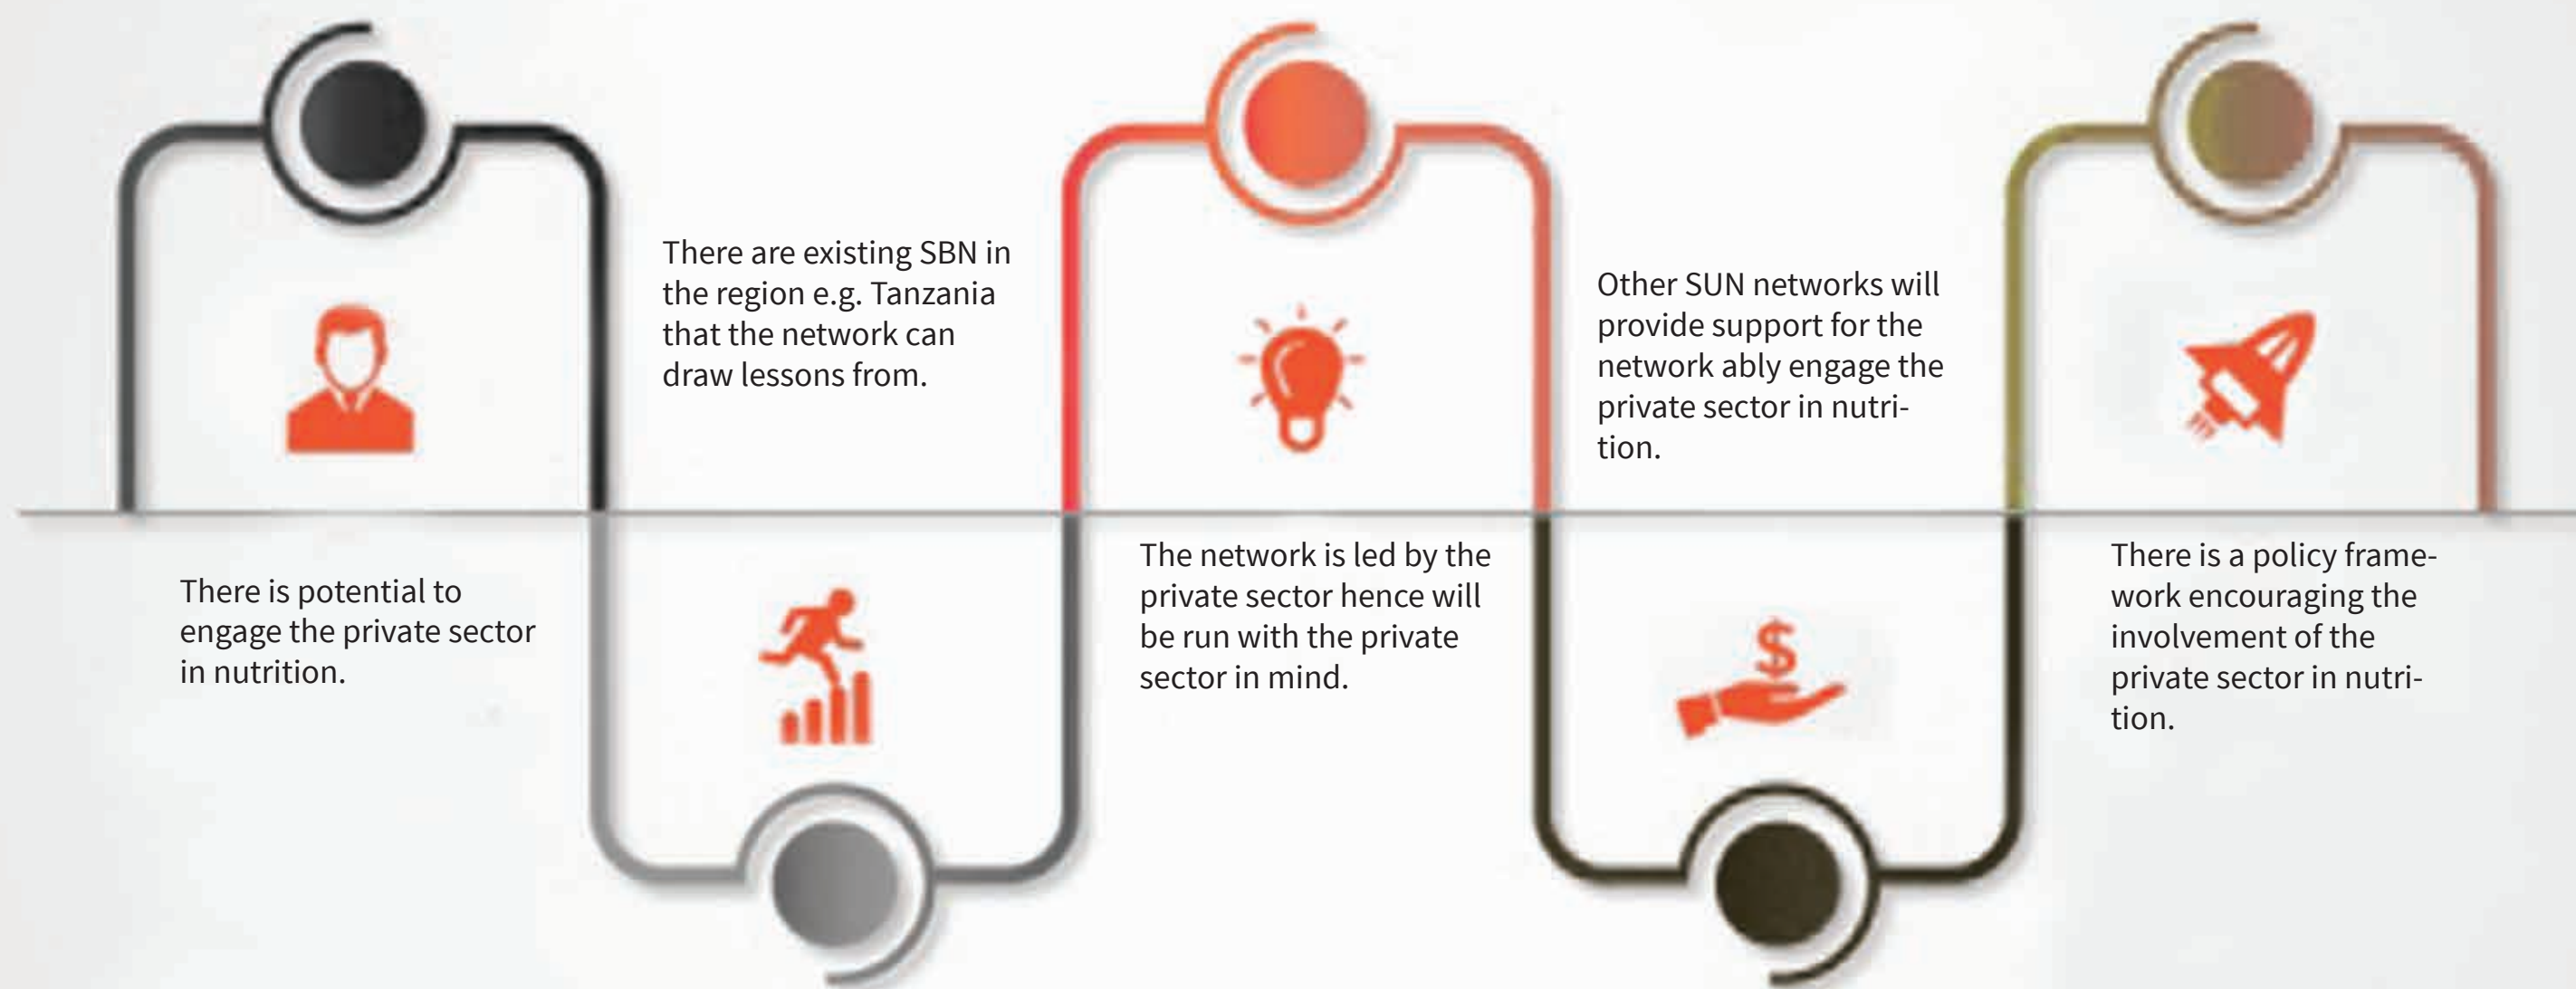 There is potential to
engage the private sector
in nutrition.
There are existing SBN in
the region e.g. Tanzania
that the network can
draw lessons from.
The network is led by the
private sector hence will
be run with the private
sector in mind.
Other SUN networks will
provide support for the
network ably engage the
private sector in nutri-
tion.
$
There is a policy frame-
work encouraging the
involvement of the
private sector in nutri-
tion.